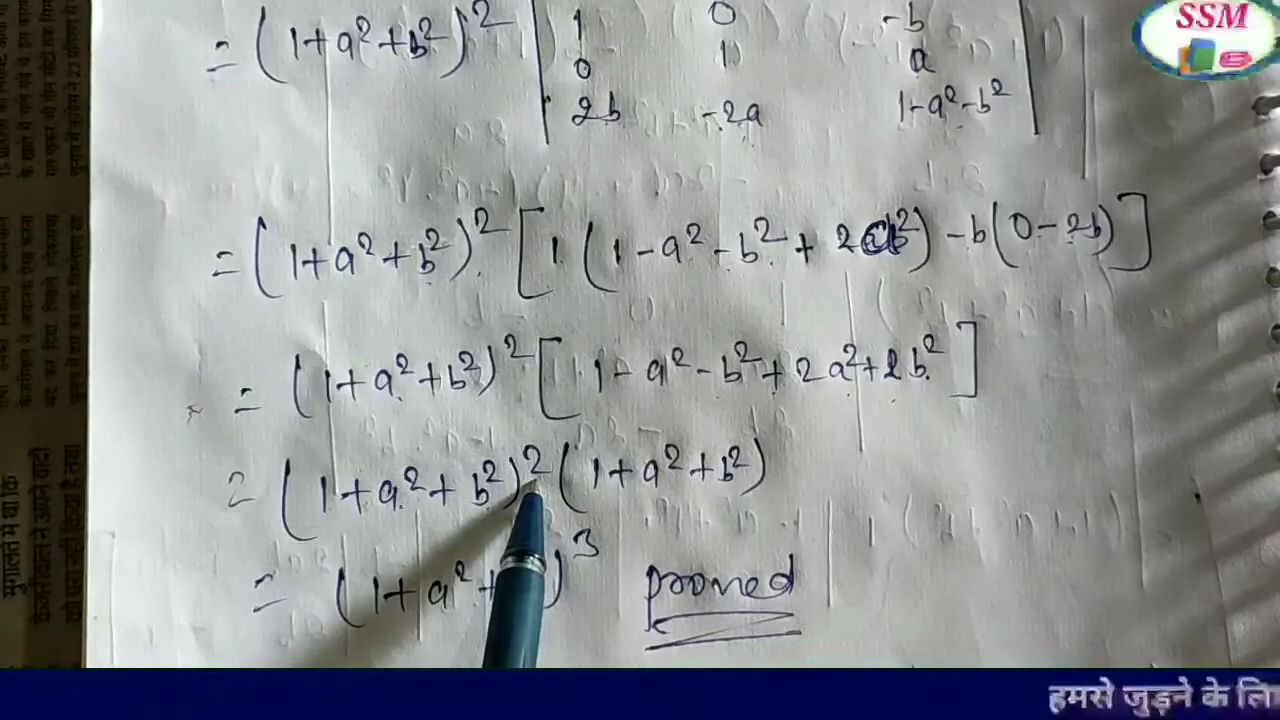 SSM
= (1+a²+b²)² | 1 0 -b |
| 0 1 a |
| 2b -2a 1-a²-b² |
= (1+a²+b²)² [ 1 (1-a²-b²+2 b²) -b(0-2b) ]
= (1+a²+b²)² [ 1-a²-b²+2a²+2b² ]
= (1+a²+b²)² (1+a²+b²)
= (1+a²+ )³ proved
हमसे जुड़ने के लि